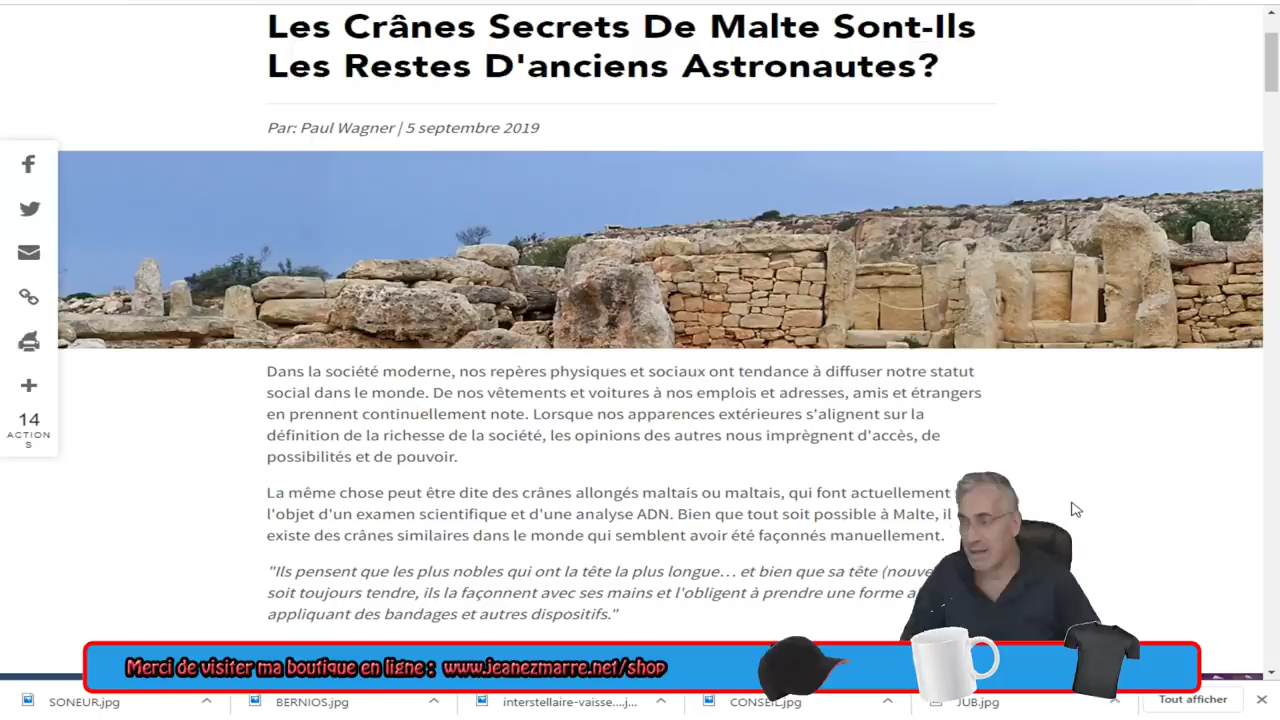 Les Crânes Secrets De Malte Sont-Ils
Les Restes D'anciens Astronautes?
Par: Paul Wagner | 5 septembre 2019
14
ACTION
S
Dans la société moderne, nos repères physiques et sociaux ont tendance à diffuser notre statut
social dans le monde. De nos vêtements et voitures à nos emplois et adresses, amis et étrangers
en prennent continuellement note. Lorsque nos apparences extérieures s'alignent sur la
définition de la richesse de la société, les opinions des autres nous imprègnent d'accès, de
possibilités et de pouvoir.
La même chose peut être dite des crânes allongés maltais ou maltais, qui font actuellement
l'objet d'un examen scientifique et d'une analyse ADN. Bien que tout soit possible à Malte, il
existe des crânes similaires dans le monde qui semblent avoir été façonnés manuellement.
"Ils pensent que les plus nobles qui ont la tête la plus longue… et bien que sa tête
soit toujours tendre, ils la façonnent avec ses mains et l'obligent à prendre une forme
appliquant des bandages et autres dispositifs."
Merci de visiter ma boutique en ligne : www.jeanezmarre.net/shop
SONEUR.jpg
BERNIOS.jpg
interstellaire-vaisse....j...
CONSEIL.jpg
JUB.jpg
Tout afficher